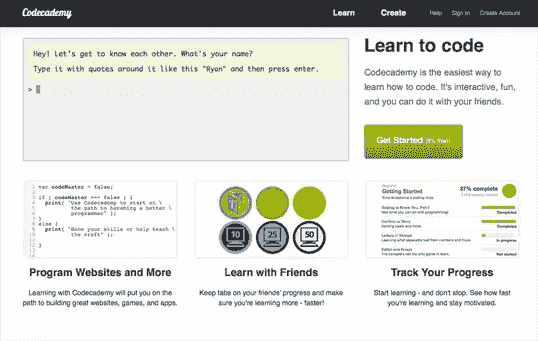 Codecademy
Learn
Create
Help
Sign In
Create Account
Hey! Let's get to know each other. What's your name?
Type it with quotes around it like this "Ryan" and then press enter.
>
Learn to code
Codecademy is the easiest way to
learn how to code. It's interactive, fun,
and you can do it with your friends.
Get Started (it's free)
var codeMaster = false;
if ( codeMaster === false ) {
print( "Use Codecademy to start on \
the path to becoming a better \
programmer" );
}
else {
print( "Hone your skills or help teach \
the craft" );
10
25
50
Getting Started
37% complete
Getting to Know You, Part I
Completed
Confirm or Deny
Completed
In progress
Editor and Arrays
Not started
Program Websites and More
Learning with Codecademy will put you on the
path to building great websites, games, and apps.
Learn with Friends
Keep tabs on your friends' progress and make
sure you're learning more - faster!
Track Your Progress
Start learning - and don't stop. See how fast
you're learning and stay motivated.